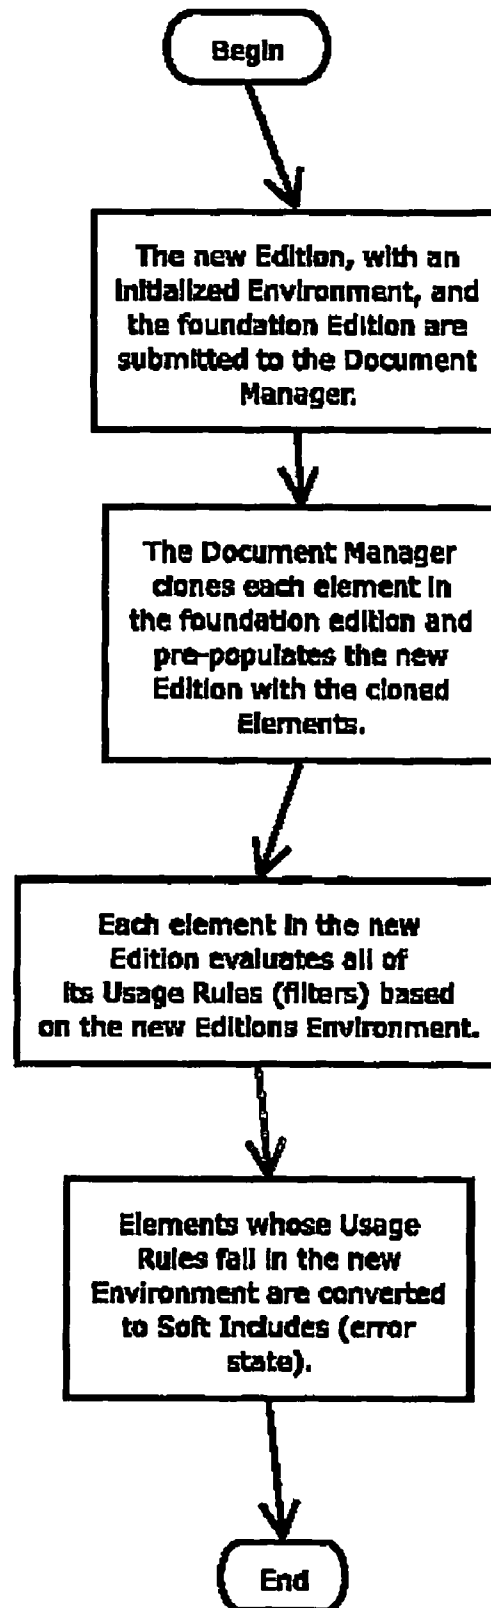 Begin
The new Edition, with an
initialized Environment, and
the foundation Edition are
submitted to the Document
Manager.
The Document Manager
clones each element in
the foundation edition and
pre-populates the new
Edition with the cloned
Elements.
Each element in the new
Edition evaluates all of
its Usage Rules (filters) based
on the new Editions Environment.
Elements whose Usage
Rules fail in the new
Environment are converted
to Soft Includes (error
state).
End